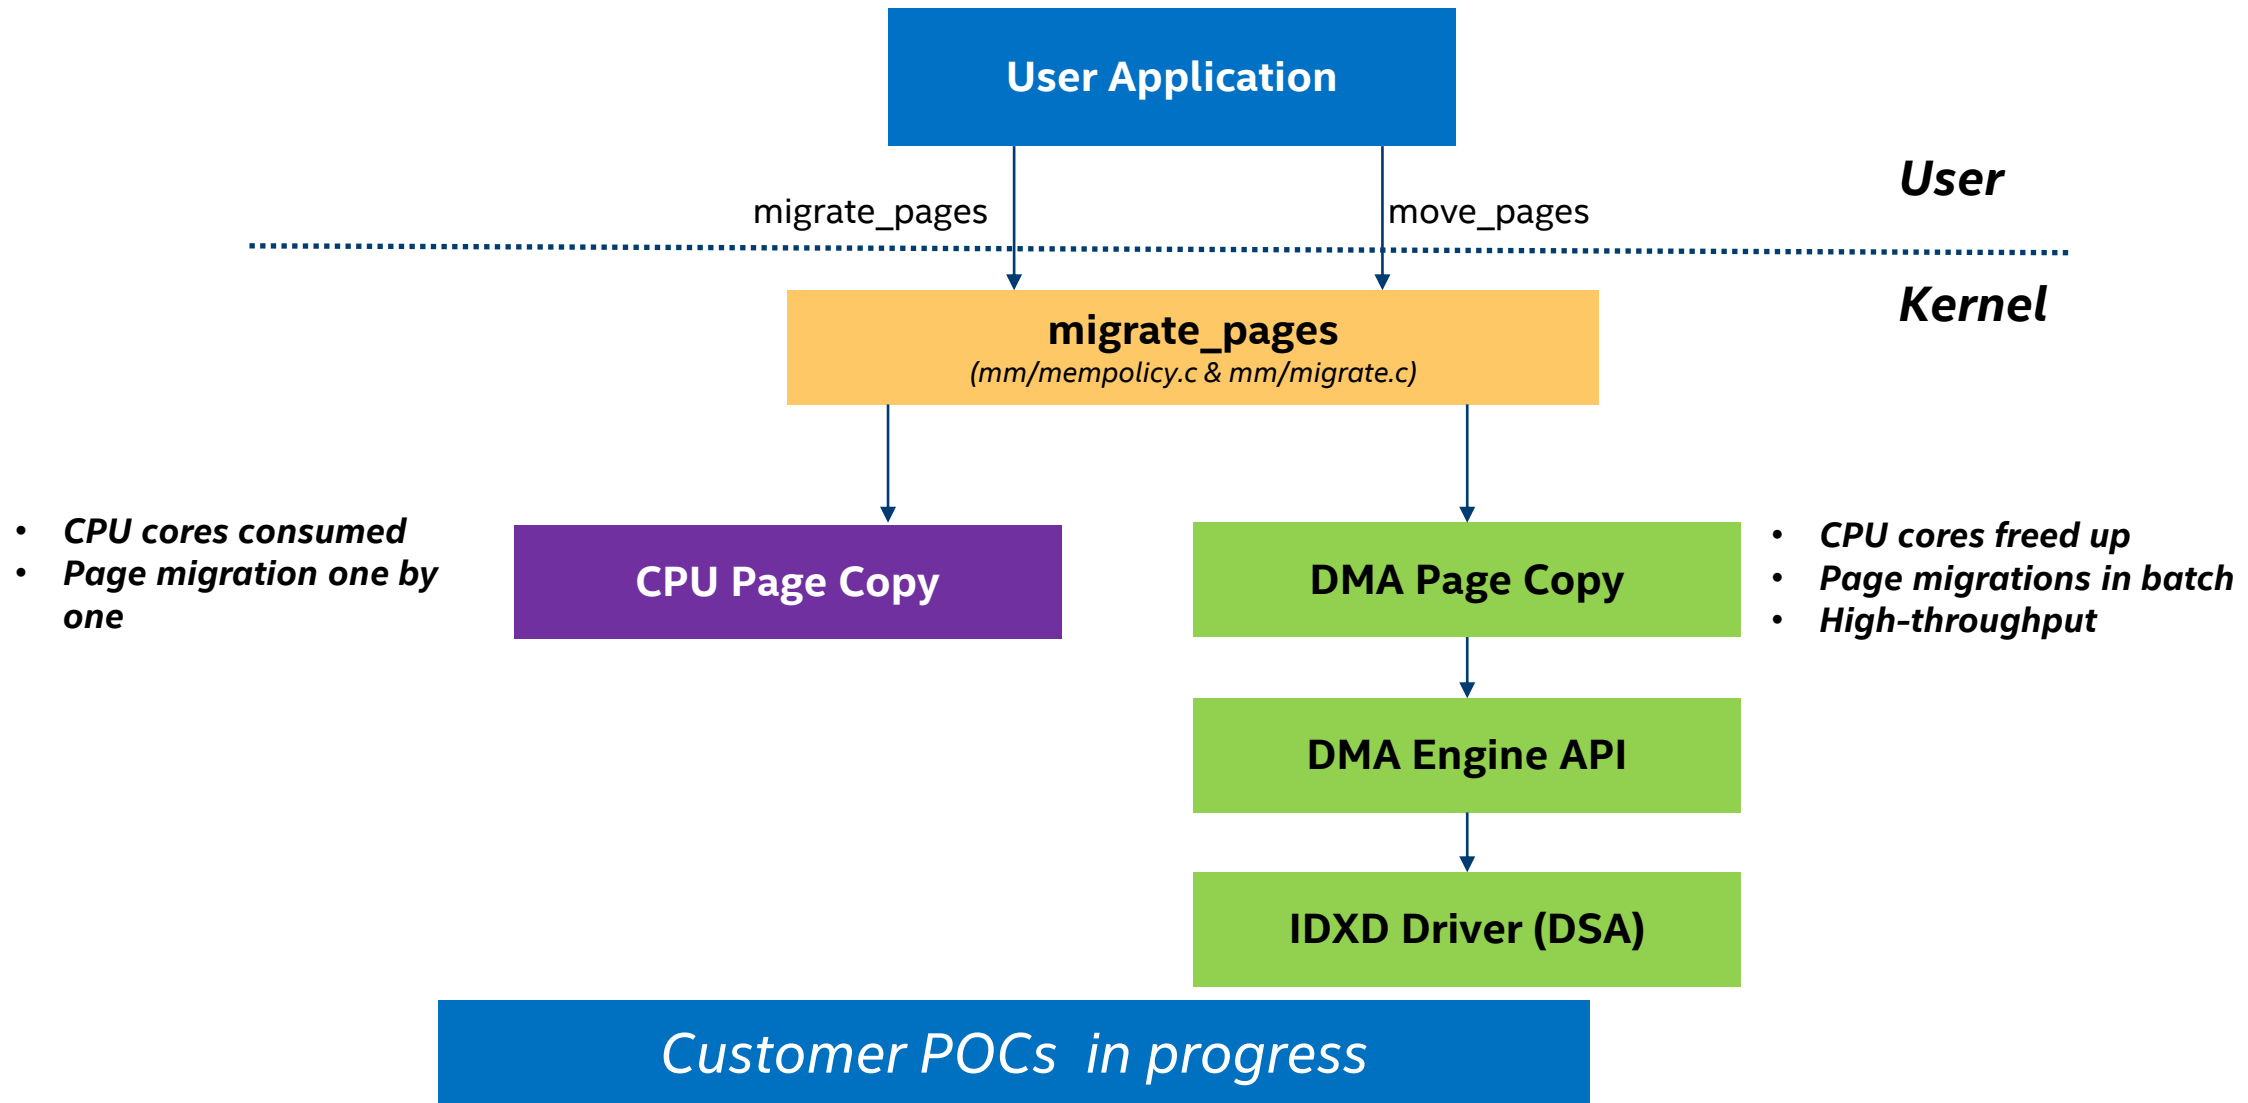 User Application
User
migrate_pages
move_pages
Kernel
migrate_pages
(mm/mempolicy.c & mm/migrate.c)
• CPU cores consumed
• Page migration one by
one
CPU Page Copy
DMA Page Copy
• CPU cores freed up
• Page migrations in batch
• High-throughput
DMA Engine API
IDXD Driver (DSA)
Customer POCs in progress